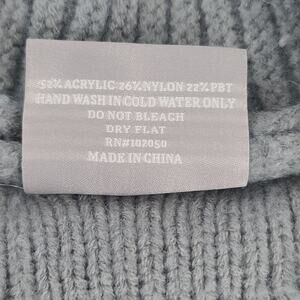 52% ACRYLIC 26% NYLON 22% PBT
HAND WASH IN COLD WATER ONLY
DO NOT BLEACH
DRY FLAT
RN#102050
MADE IN CHINA